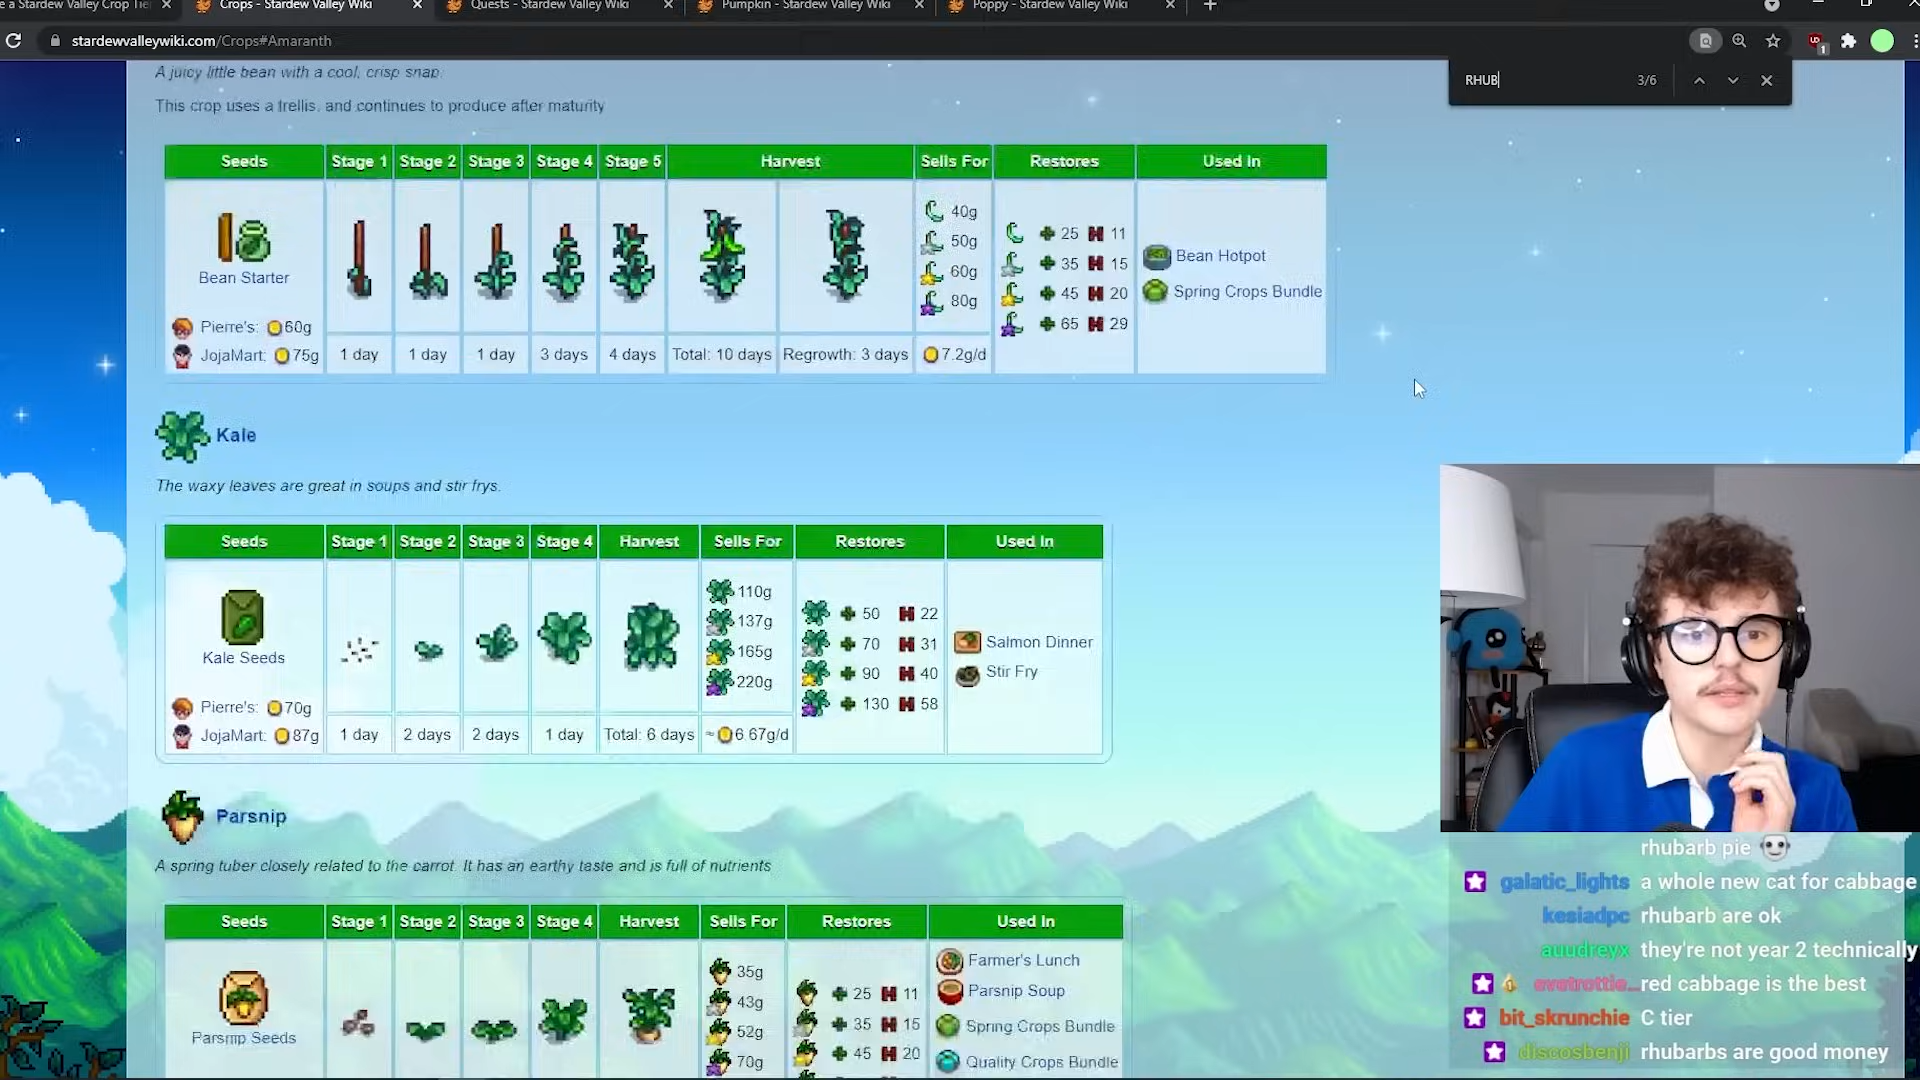 e a Stardew Valley Crop Tie
Crops - Stardew Valley Wiki
Quests - Stardew Valley Wiki
Pumpkin - Stardew Valley Wiki
Poppy - Stardew Valley Wiki
stardewvalleywiki.com/Crops#Amaranth
RHUB 3/6
A juicy little bean with a cool, crisp snap.
This crop uses a trellis, and continues to produce after maturity
Seeds Stage 1 Stage 2 Stage 3 Stage 4 Stage 5 Harvest Sells For Restores Used In
Bean Starter
Pierre's: 60g
JojaMart: 75g
1 day 1 day 1 day 3 days 4 days Total: 10 days Regrowth: 3 days 7.2g/d
40g
50g
60g
80g
25 11
35 15
45 20
65 29
Bean Hotpot
Spring Crops Bundle
Kale
The waxy leaves are great in soups and stir frys.
Seeds Stage 1 Stage 2 Stage 3 Stage 4 Harvest Sells For Restores Used In
Kale Seeds
Pierre's: 70g
JojaMart: 87g
1 day 2 days 2 days 1 day Total: 6 days ≈6 67g/d
110g
137g
165g
220g
50 22
70 31
90 40
130 58
Salmon Dinner
Stir Fry
Parsnip
A spring tuber closely related to the carrot. It has an earthy taste and is full of nutrients
Seeds Stage 1 Stage 2 Stage 3 Stage 4 Harvest Sells For Restores Used In
Parsnip Seeds
35g
43g
52g
70g
25 11
35 15
45 20
Farmer's Lunch
Parsnip Soup
Spring Crops Bundle
Quality Crops Bundle
rhubarb pie
galatic_lights a whole new cat for cabbage
kesiadpc rhubarb are ok
auudreyx they're not year 2 technically
evetrottie... red cabbage is the best
bit_skrunchie C tier
discosbenji rhubarbs are good money